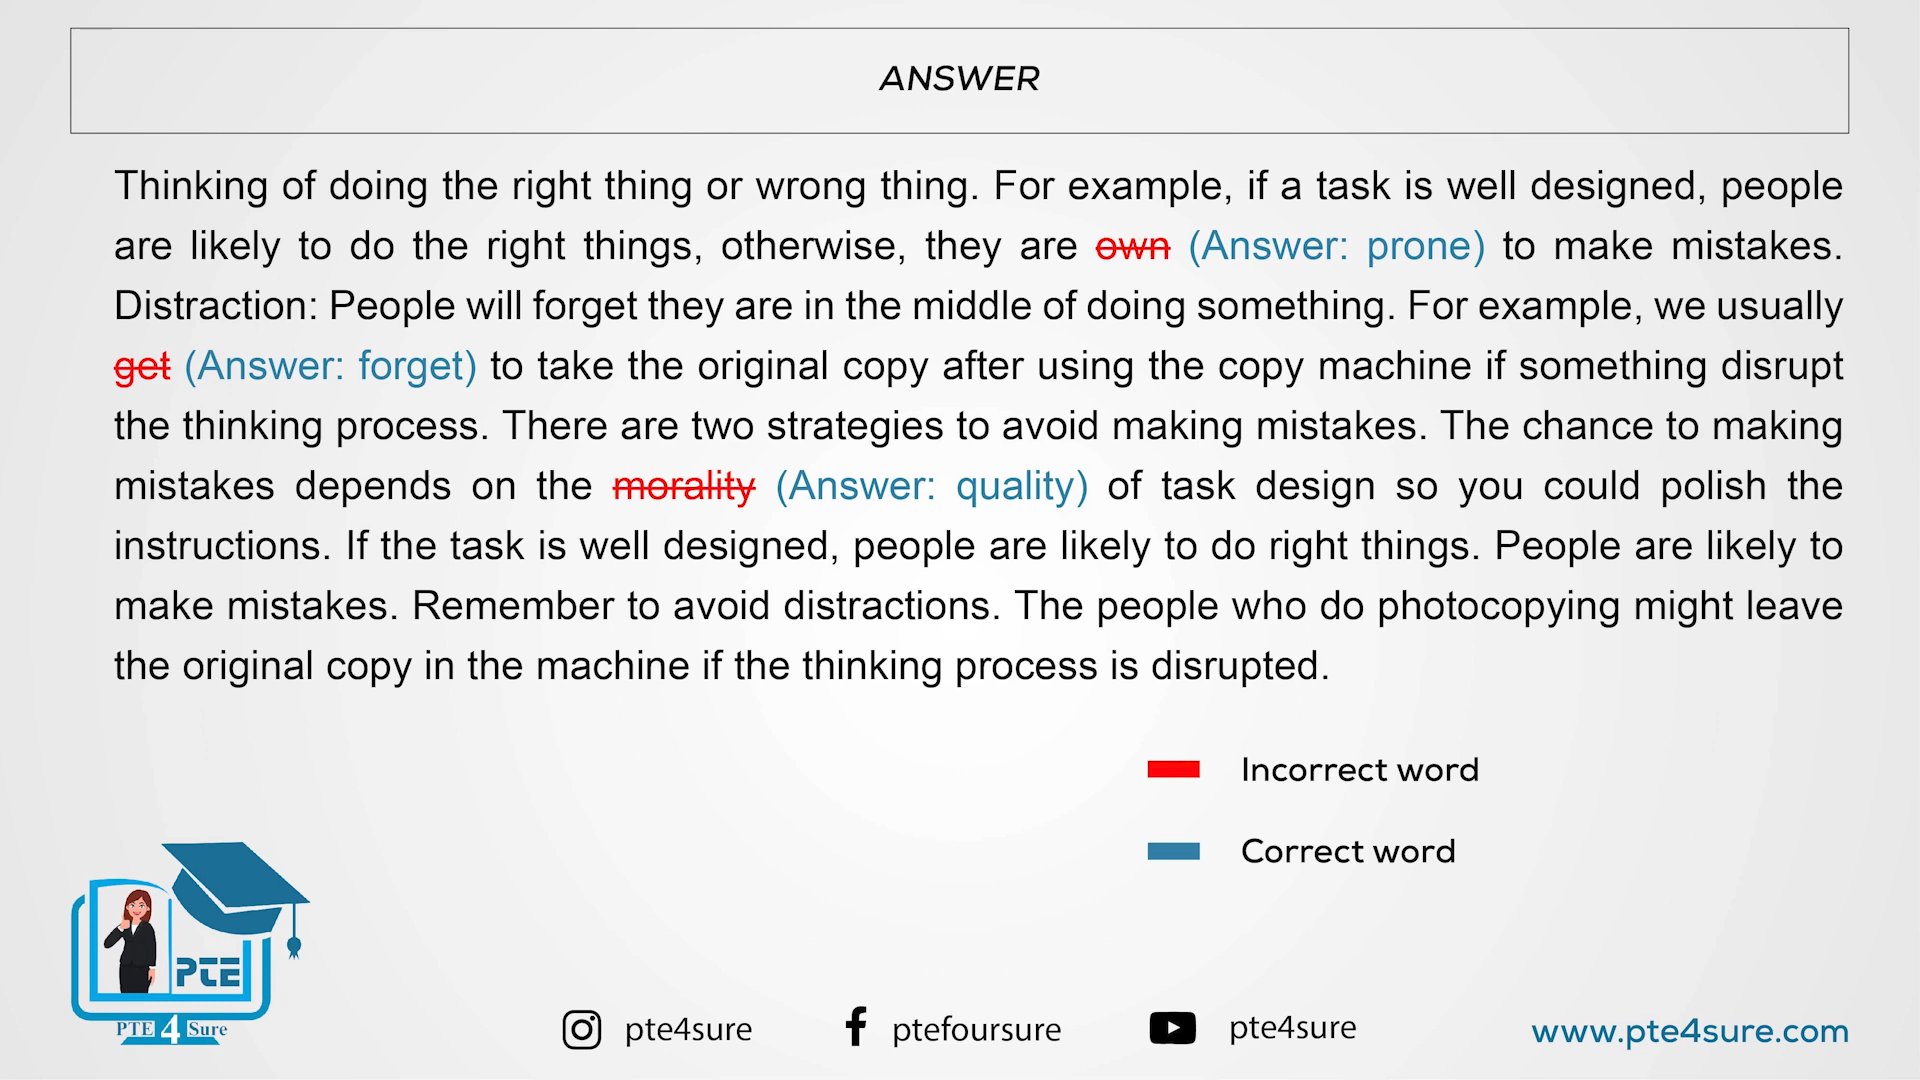 ANSWER
Thinking of doing the right thing or wrong thing. For example, if a task is well designed, people
are likely to do the right things, otherwise, they are own (Answer: prone) to make mistakes.
Distraction: People will forget they are in the middle of doing something. For example, we usually
get (Answer: forget) to take the original copy after using the copy machine if something disrupt
the thinking process. There are two strategies to avoid making mistakes. The chance to making
mistakes depends on the morality (Answer: quality) of task design so you could polish the
instructions. If the task is well designed, people are likely to do right things. People are likely to
make mistakes. Remember to avoid distractions. The people who do photocopying might leave
the original copy in the machine if the thinking process is disrupted.
Incorrect word
Correct word
PTE
PTE 4 Sure
pte4sure
ptefoursure
pte4sure
www.pte4sure.com